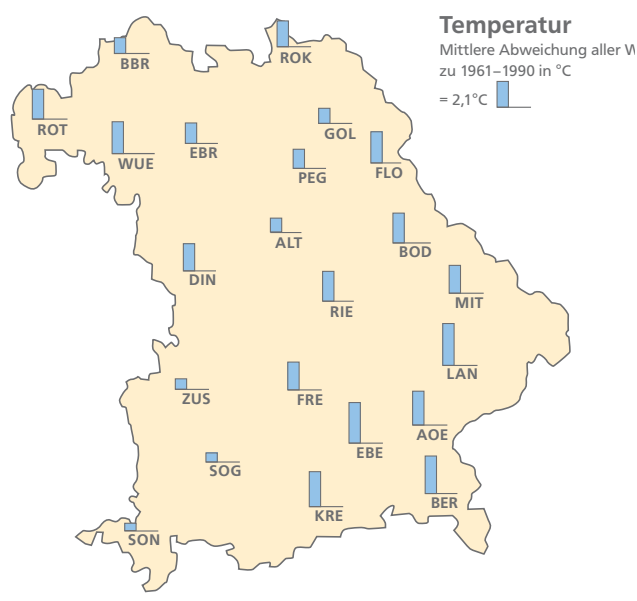 Temperatur
Mittlere Abweichung aller W
zu 1961–1990 in °C
= 2,1°C
BBR
ROK
ROT
WUE
EBR
GOL
PEG
FLO
ALT
BOD
DIN
RIE
MIT
LAN
ZUS
FRE
AOE
EBE
SOG
KRE
BER
SON